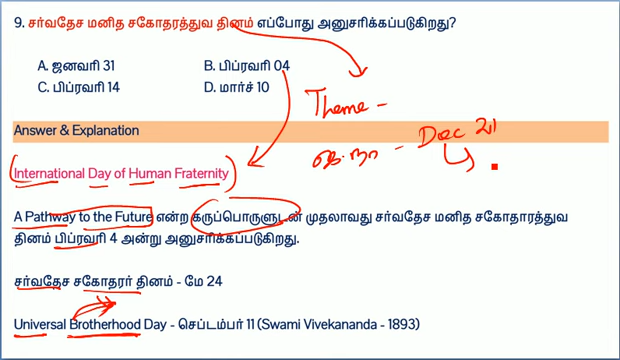 9. சர்வதேச மனித சகோதரத்துவ தினம் எப்போது அனுசரிக்கப்படுகிறது?
A. ஜனவரி 31 B. பிப்ரவரி 04
C. பிப்ரவரி 14 D. மார்ச் 10
Theme -
Answer & Explanation
ஐ.நா - Dec 21
International Day of Human Fraternity
A Pathway to the Future என்ற கருப்பொருளுடன் முதலாவது சர்வதேச மனித சகோதாரத்துவ
தினம் பிப்ரவரி 4 அன்று அனுசரிக்கப்படுகிறது.
சர்வதேச சகோதரர் தினம் - மே 24
Universal Brotherhood Day - செப்டம்பர் 11 (Swami Vivekananda - 1893)